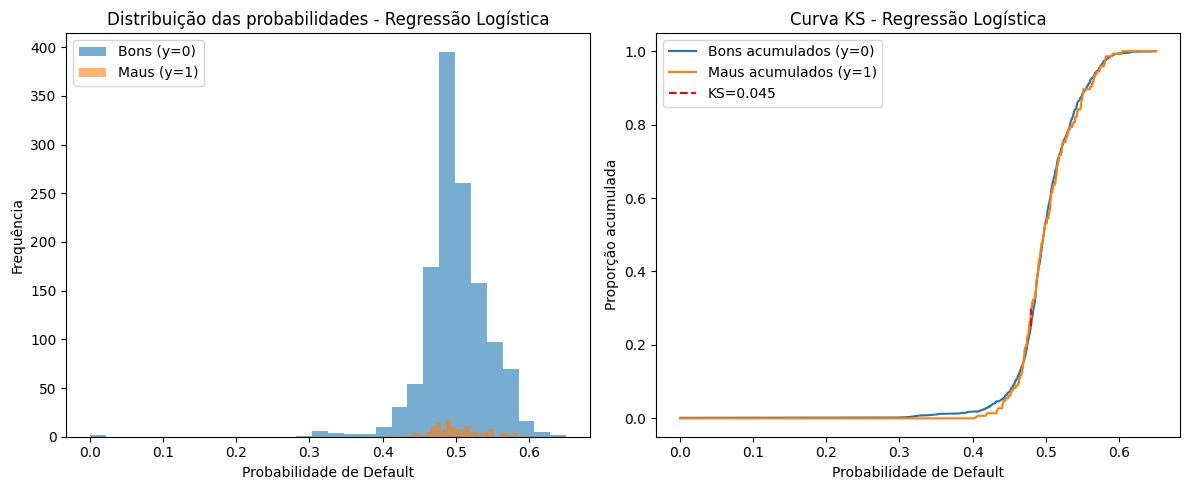 Distribuição das probabilidades - Regressão Logística
Bons (y=0)
Maus (y=1)
Frequência
400
350
300
250
200
150
100
50
0
0.0 0.1 0.2 0.3 0.4 0.5 0.6
Probabilidade de Default
Curva KS - Regressão Logística
Bons acumulados (y=0)
Maus acumulados (y=1)
KS=0.045
Proporção acumulada
1.0
0.8
0.6
0.4
0.2
0.0
0.0 0.1 0.2 0.3 0.4 0.5 0.6
Probabilidade de Default